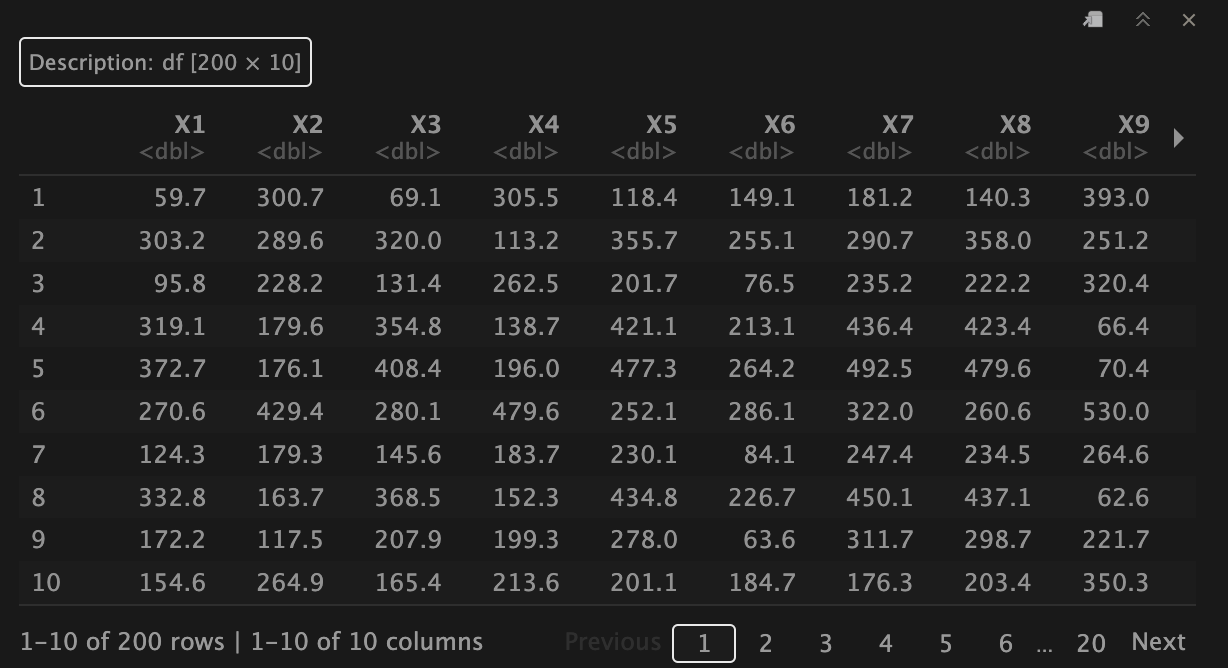 Description: df [200 × 10]
X1 X2 X3 X4 X5 X6 X7 X8 X9
<dbl> <dbl> <dbl> <dbl> <dbl> <dbl> <dbl> <dbl> <dbl>
1 59.7 300.7 69.1 305.5 118.4 149.1 181.2 140.3 393.0
2 303.2 289.6 320.0 113.2 355.7 255.1 290.7 358.0 251.2
3 95.8 228.2 131.4 262.5 201.7 76.5 235.2 222.2 320.4
4 319.1 179.6 354.8 138.7 421.1 213.1 436.4 423.4 66.4
5 372.7 176.1 408.4 196.0 477.3 264.2 492.5 479.6 70.4
6 270.6 429.4 280.1 479.6 252.1 286.1 322.0 260.6 530.0
7 124.3 179.3 145.6 183.7 230.1 84.1 247.4 234.5 264.6
8 332.8 163.7 368.5 152.3 434.8 226.7 450.1 437.1 62.6
9 172.2 117.5 207.9 199.3 278.0 63.6 311.7 298.7 221.7
10 154.6 264.9 165.4 213.6 201.1 184.7 176.3 203.4 350.3
1–10 of 200 rows | 1–10 of 10 columns Previous 1 2 3 4 5 6 ... 20 Next